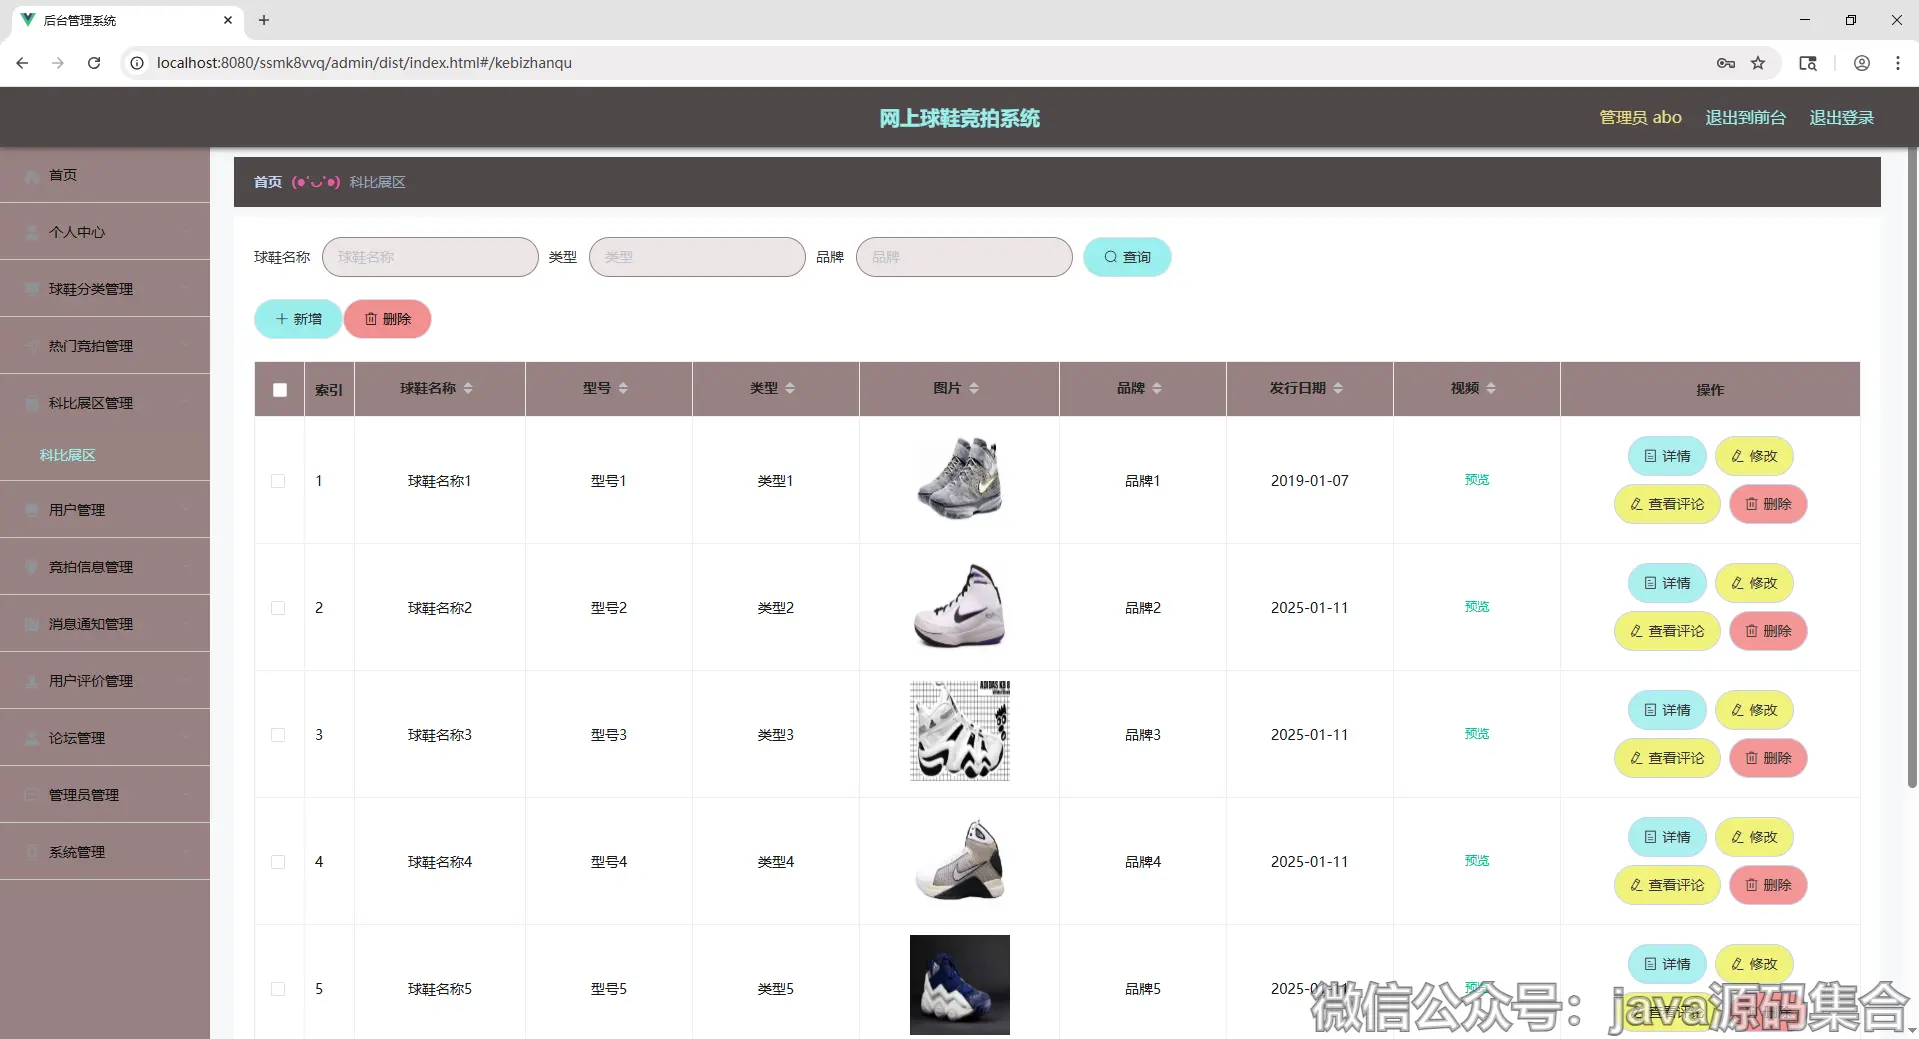 后台管理系统
localhost:8080/ssmk8vvq/admin/dist/index.html#/kebizhanqu
网上球鞋竞拍系统
管理员 abo 退出到前台 退出登录
首页
个人中心
球鞋分类管理
热门竞拍管理
科比展区管理
科比展区
用户管理
竞拍信息管理
消息通知管理
用户评价管理
论坛管理
管理员管理
系统管理
首页 (●'◡'●) 科比展区
球鞋名称 球鞋名称 类型 类型 品牌 品牌 查询
新增 删除
索引 球鞋名称 型号 类型 图片 品牌 发行日期 视频 操作
1 球鞋名称1 型号1 类型1 品牌1 2019-01-07 预览 详情 修改
查看评论 删除
2 球鞋名称2 型号2 类型2 品牌2 2025-01-11 预览 详情 修改
查看评论 删除
ADIDAS KB 8
3 球鞋名称3 型号3 类型3 品牌3 2025-01-11 预览 详情 修改
查看评论 删除
4 球鞋名称4 型号4 类型4 品牌4 2025-01-11 预览 详情 修改
查看评论 删除
5 球鞋名称5 型号5 类型5 品牌5 2025-01-11 预览 详情 修改
查看评论 删除
微信公众号：java源码集合